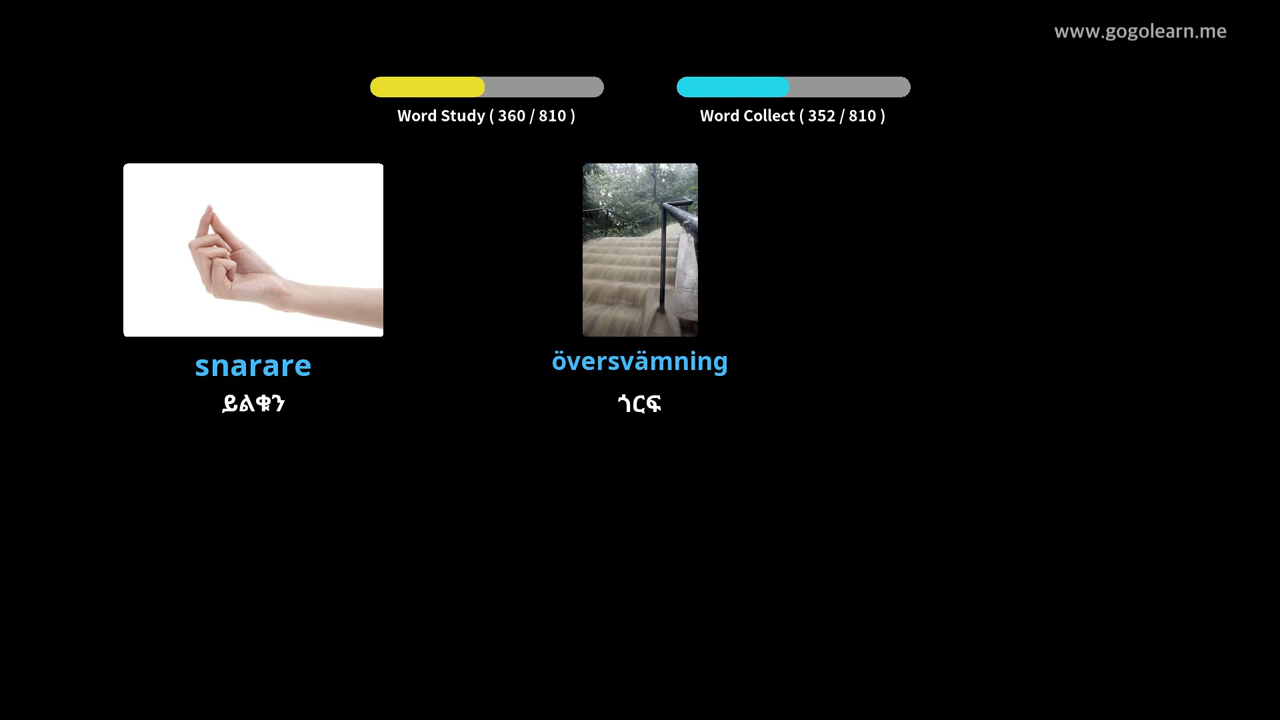 www.gogolearn.me
Word Study ( 360 / 810 )
Word Collect ( 352 / 810 )
snarare
ይልቁን
översvämning
ጎርፍ